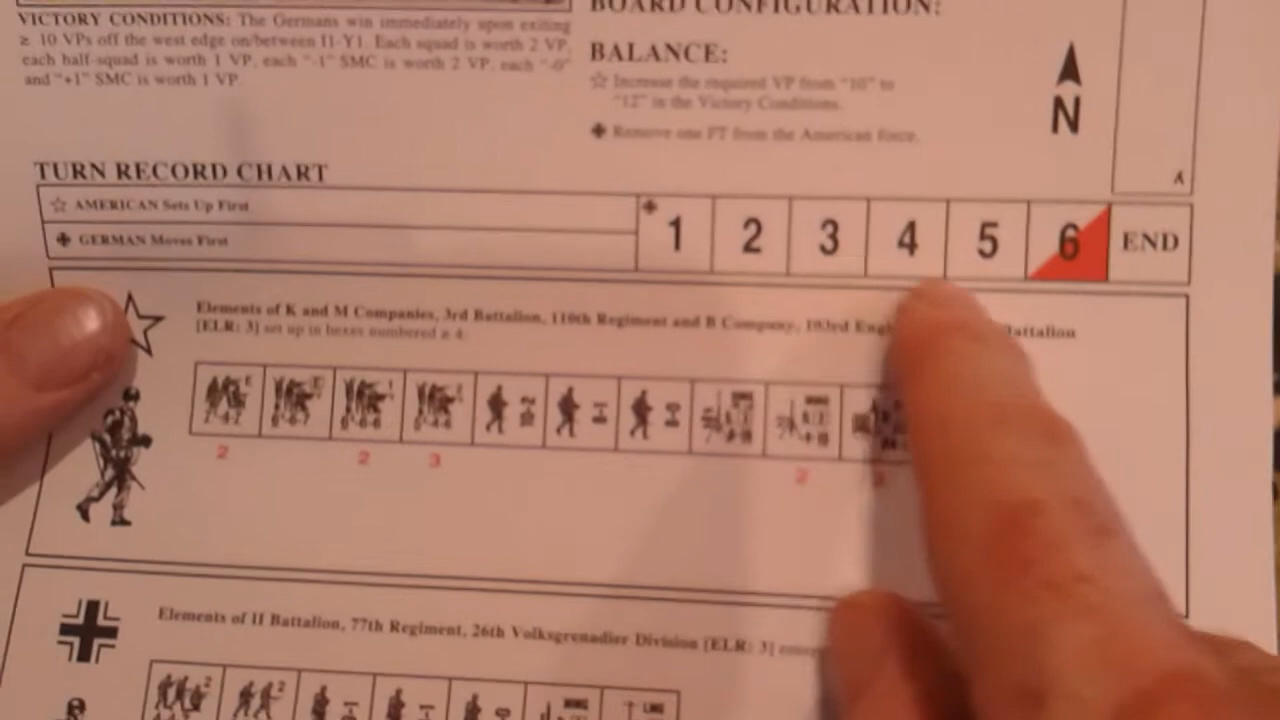 BOARD CONFIGURATION:
VICTORY CONDITIONS: The Germans win immediately upon exiting
≥ 10 VPs off the west edge on/between I1-Y1. Each squad is worth 2 VP,
each half-squad is worth 1 VP, each "-1" SMC is worth 2 VP, each "-0"
and "+1" SMC is worth 1 VP.
BALANCE:
☆ Increase the required VP from "10" to
"12" in the Victory Conditions.
✚ Remove one FT from the American force.
N
A
TURN RECORD CHART
☆ AMERICAN Sets Up First
✚ GERMAN Moves First
1 2 3 4 5 6 END
Elements of K and M Companies, 3rd Battalion, 110th Regiment and B Company, 103rd Battalion
[ELR: 3] set up in hexes numbered ≥ 4:
2 2 3 2
Elements of II Battalion, 77th Regiment, 26th Volksgrenadier Division [ELR: 3]
2 2